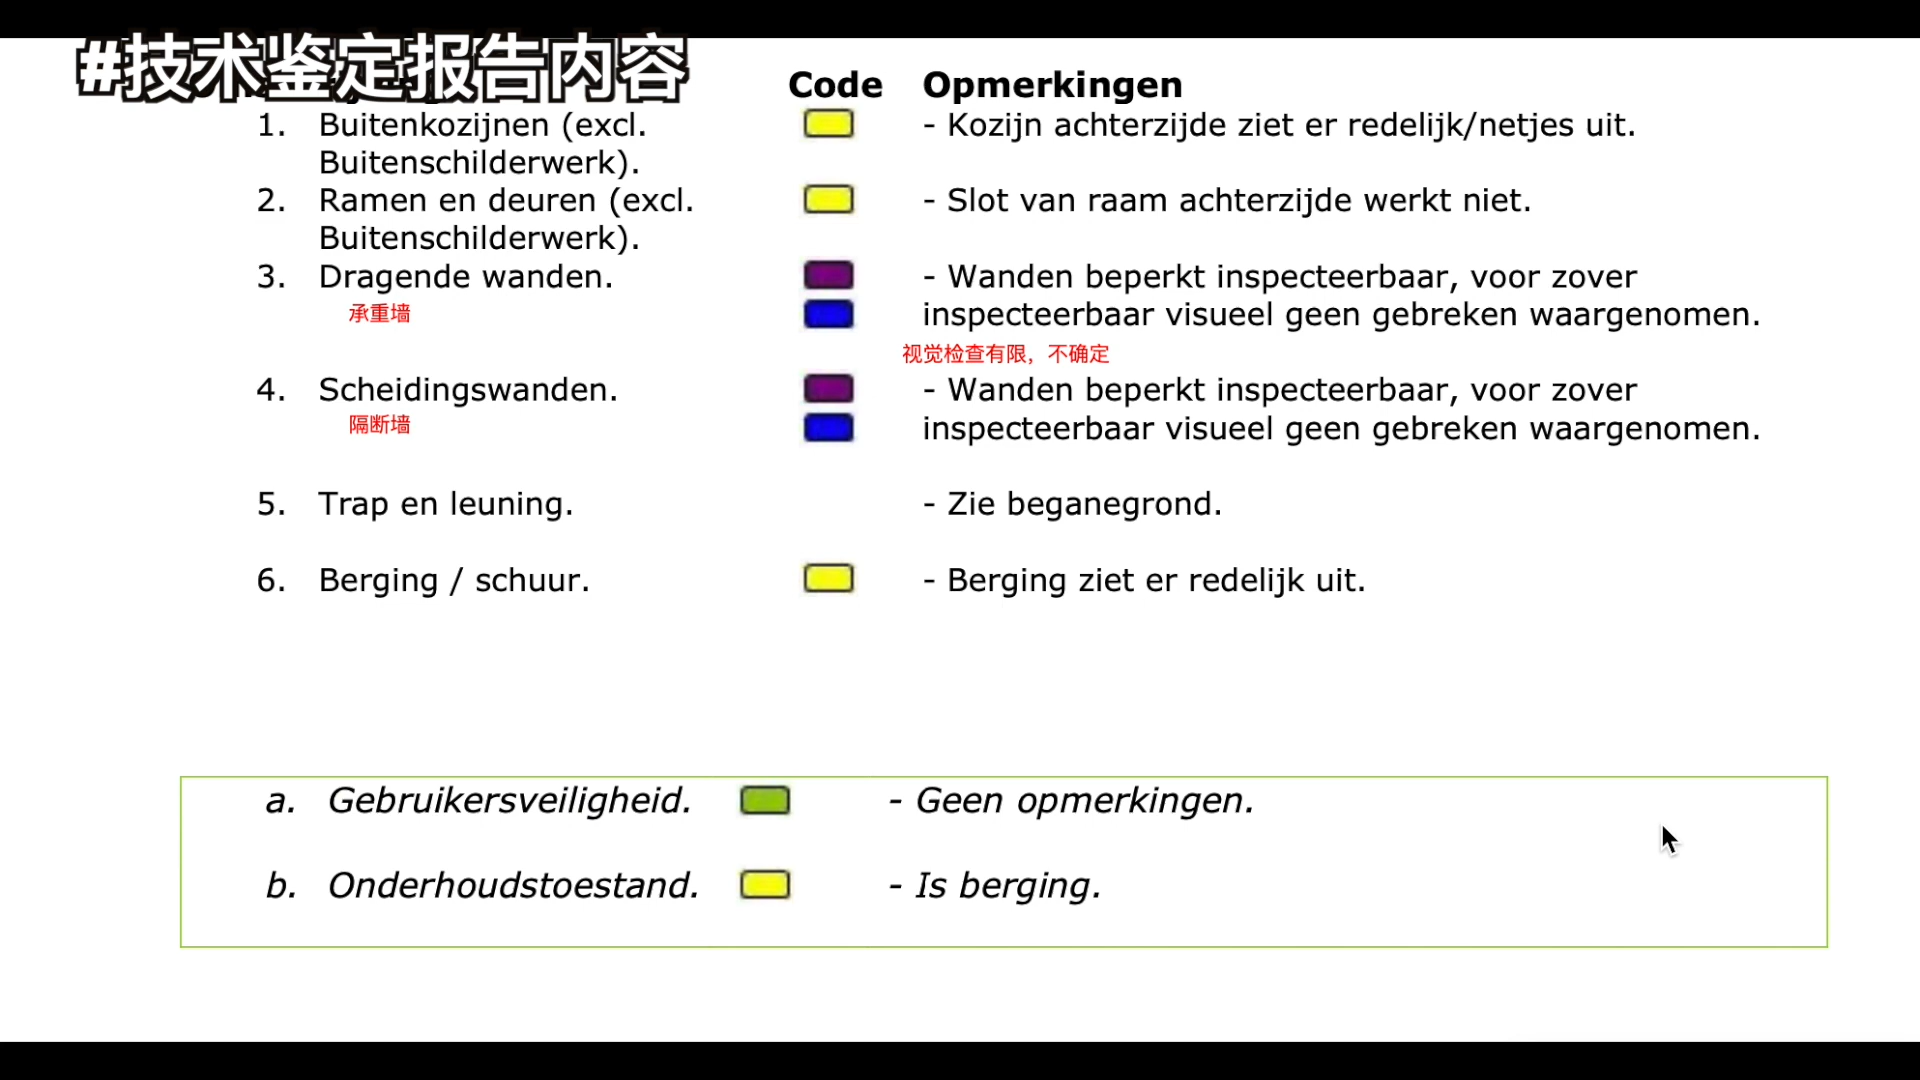 #技术鉴定报告内容
Code Opmerkingen
1. Buitenkozijnen (excl. - Kozijn achterzijde ziet er redelijk/netjes uit.
Buitenschilderwerk).
2. Ramen en deuren (excl. - Slot van raam achterzijde werkt niet.
Buitenschilderwerk).
3. Dragende wanden. - Wanden beperkt inspecteerbaar, voor zover
承重墙 inspecteerbaar visueel geen gebreken waargenomen.
视觉检查有限，不确定
4. Scheidingswanden. - Wanden beperkt inspecteerbaar, voor zover
隔断墙 inspecteerbaar visueel geen gebreken waargenomen.
5. Trap en leuning. - Zie beganegrond.
6. Berging / schuur. - Berging ziet er redelijk uit.
a. Gebruikersveiligheid. - Geen opmerkingen.
b. Onderhoudstoestand. - Is berging.